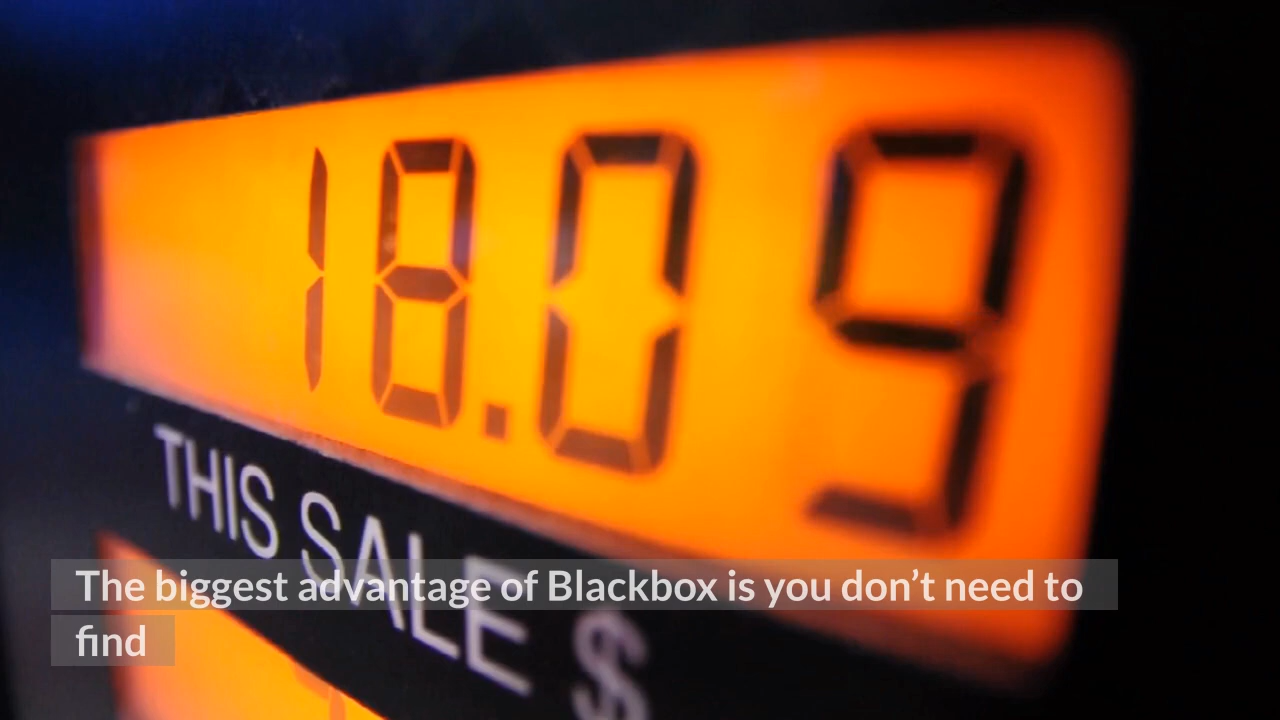 18.09
THIS SALE $
The biggest advantage of Blackbox is you don’t need to
find